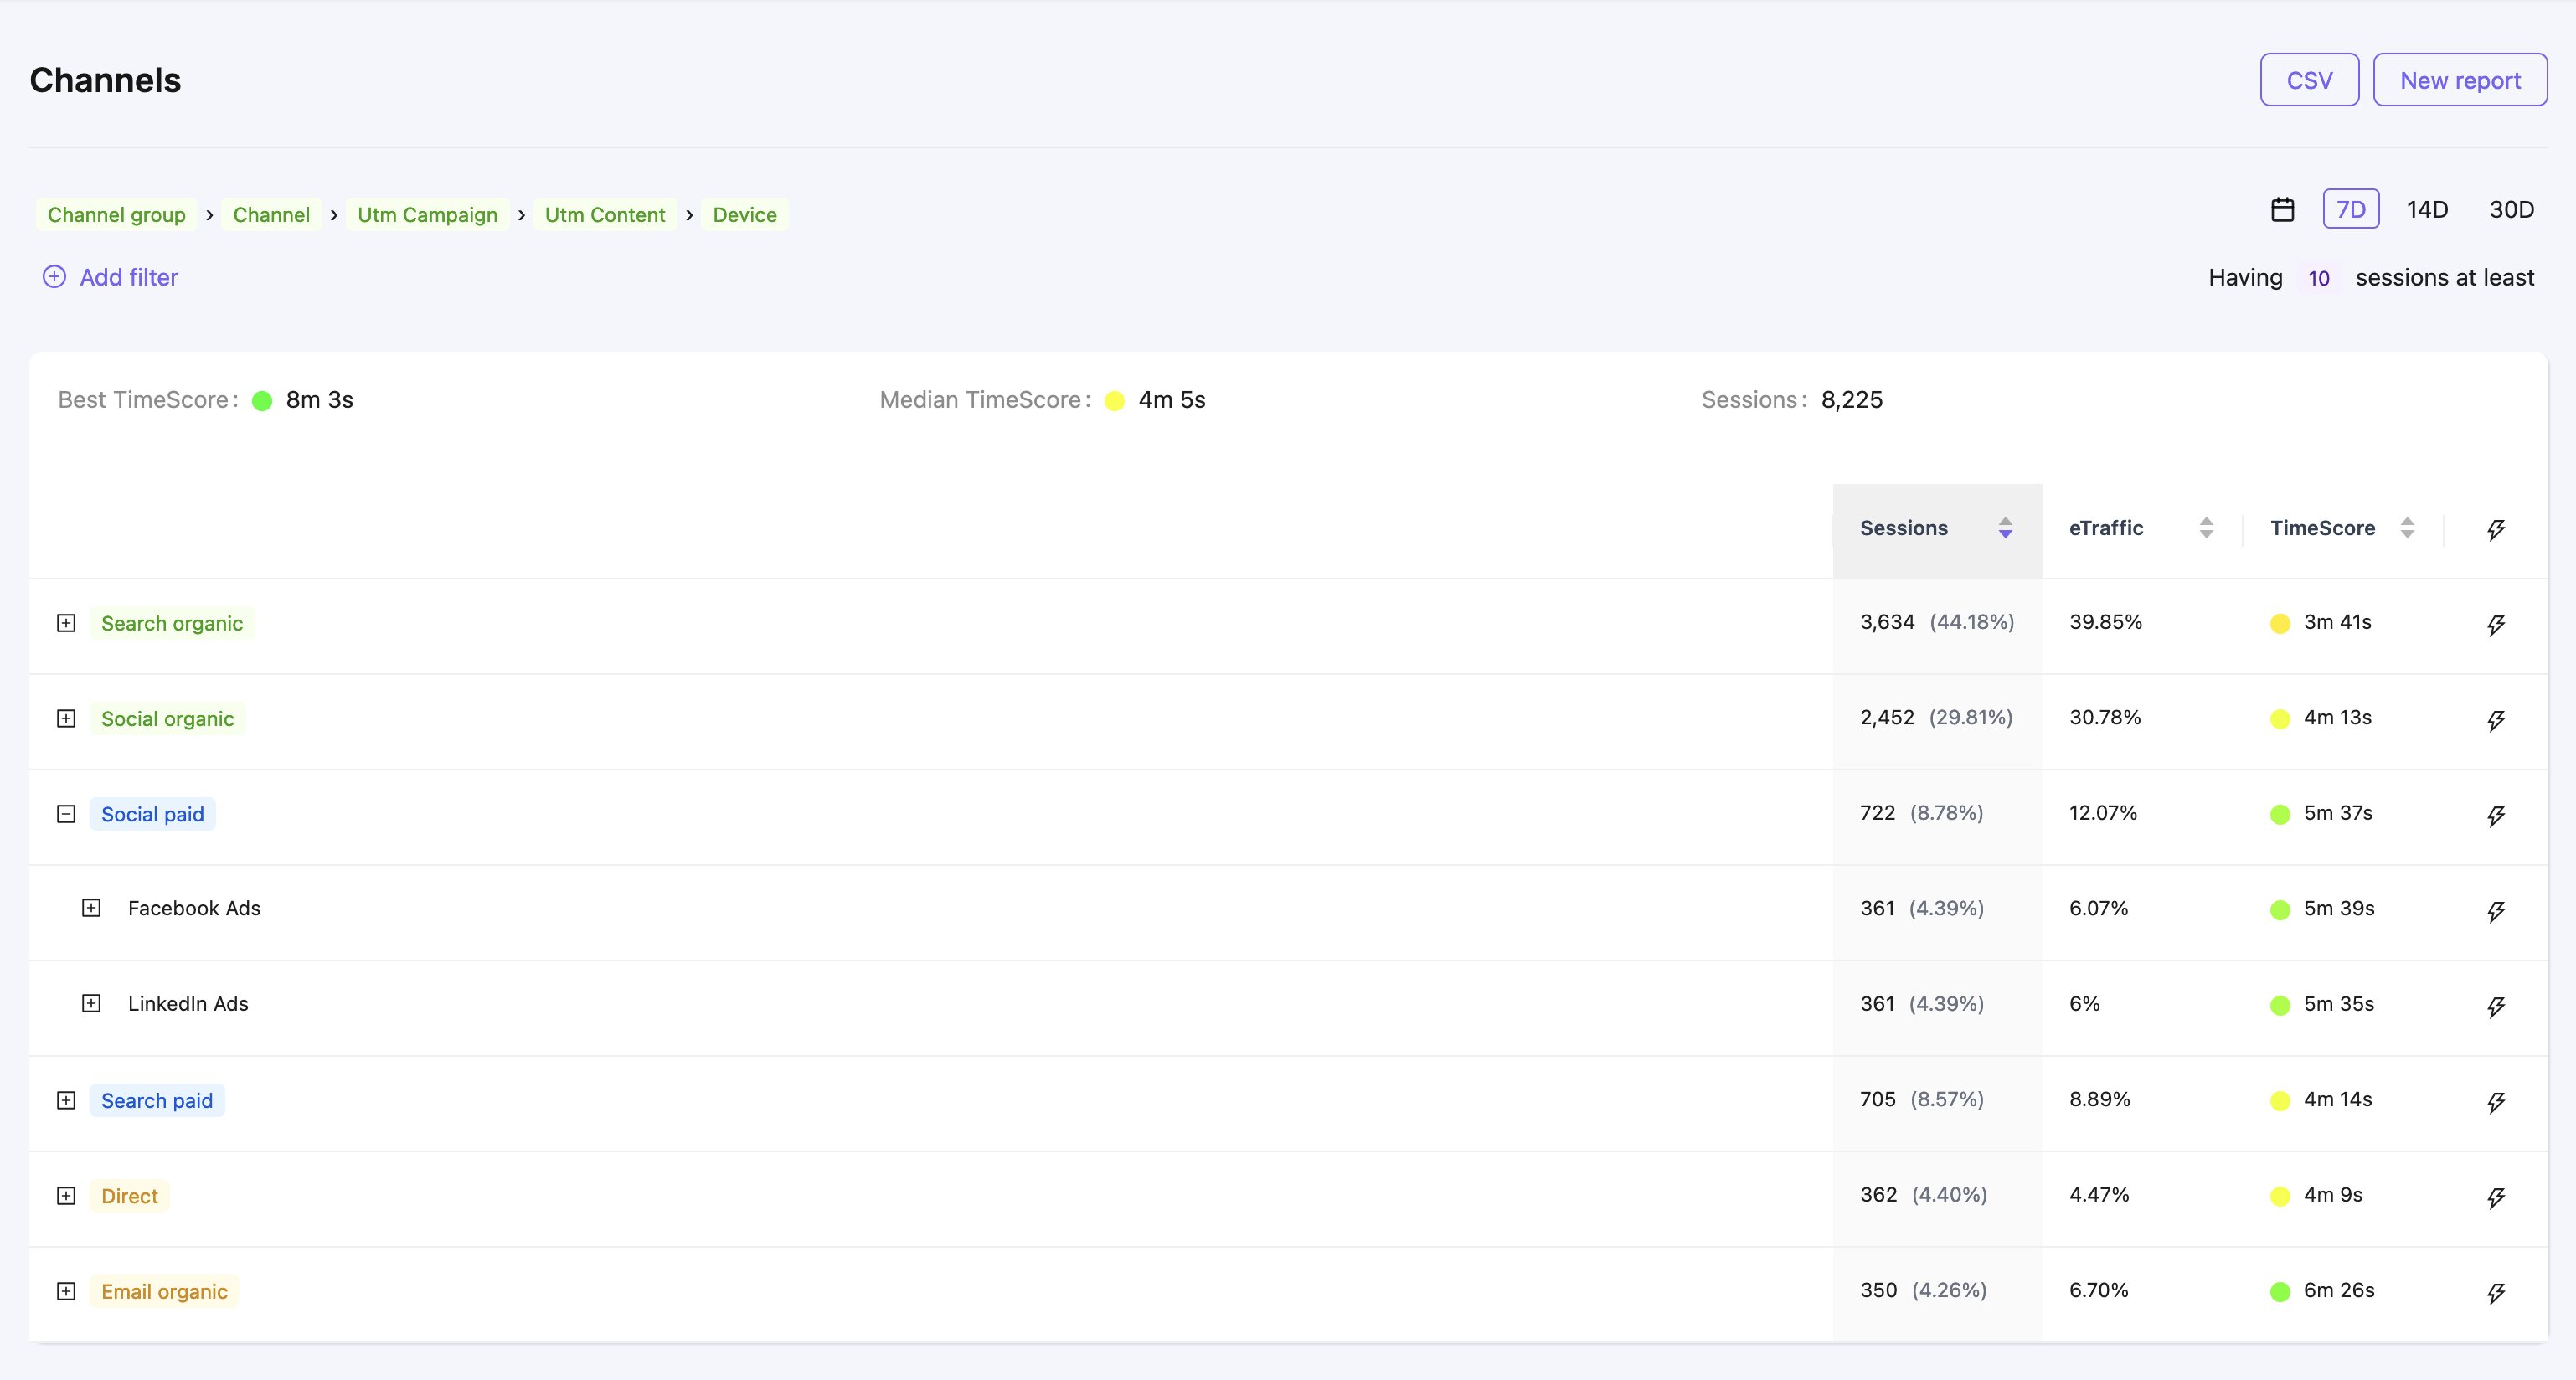 Channels
CSV New report
Channel group › Channel › Utm Campaign › Utm Content › Device
7D 14D 30D
Add filter
Having 10 sessions at least
Best TimeScore: 8m 3s Median TimeScore: 4m 5s Sessions: 8,225
Sessions eTraffic TimeScore
Search organic 3,634 (44.18%) 39.85% 3m 41s
Social organic 2,452 (29.81%) 30.78% 4m 13s
Social paid 722 (8.78%) 12.07% 5m 37s
Facebook Ads 361 (4.39%) 6.07% 5m 39s
LinkedIn Ads 361 (4.39%) 6% 5m 35s
Search paid 705 (8.57%) 8.89% 4m 14s
Direct 362 (4.40%) 4.47% 4m 9s
Email organic 350 (4.26%) 6.70% 6m 26s